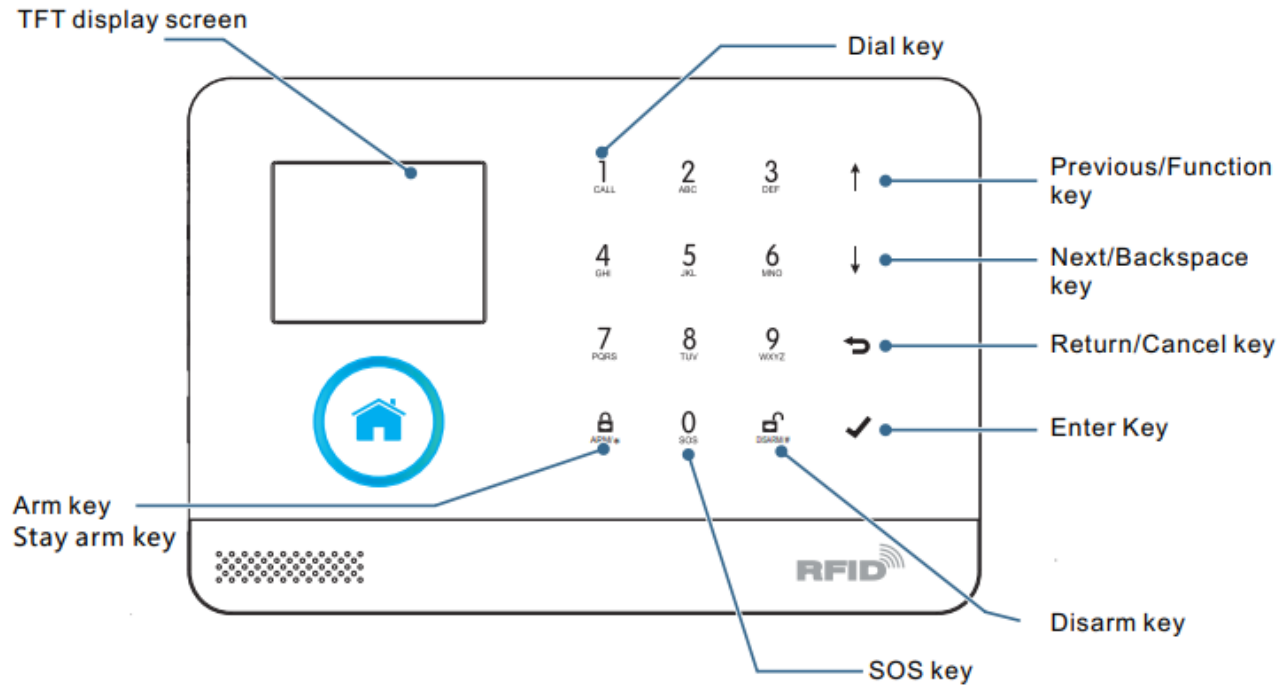 TFT display screen
Dial key
1
CALL
2
ABC
3
DEF
Previous/Function
key
4
GHI
5
JKL
6
MNO
Next/Backspace
key
7
PQRS
8
TUV
9
WXYZ
Return/Cancel key
ARM/*
0
SOS
DISARM/#
Enter Key
Arm key
Stay arm key
RFID
Disarm key
SOS key